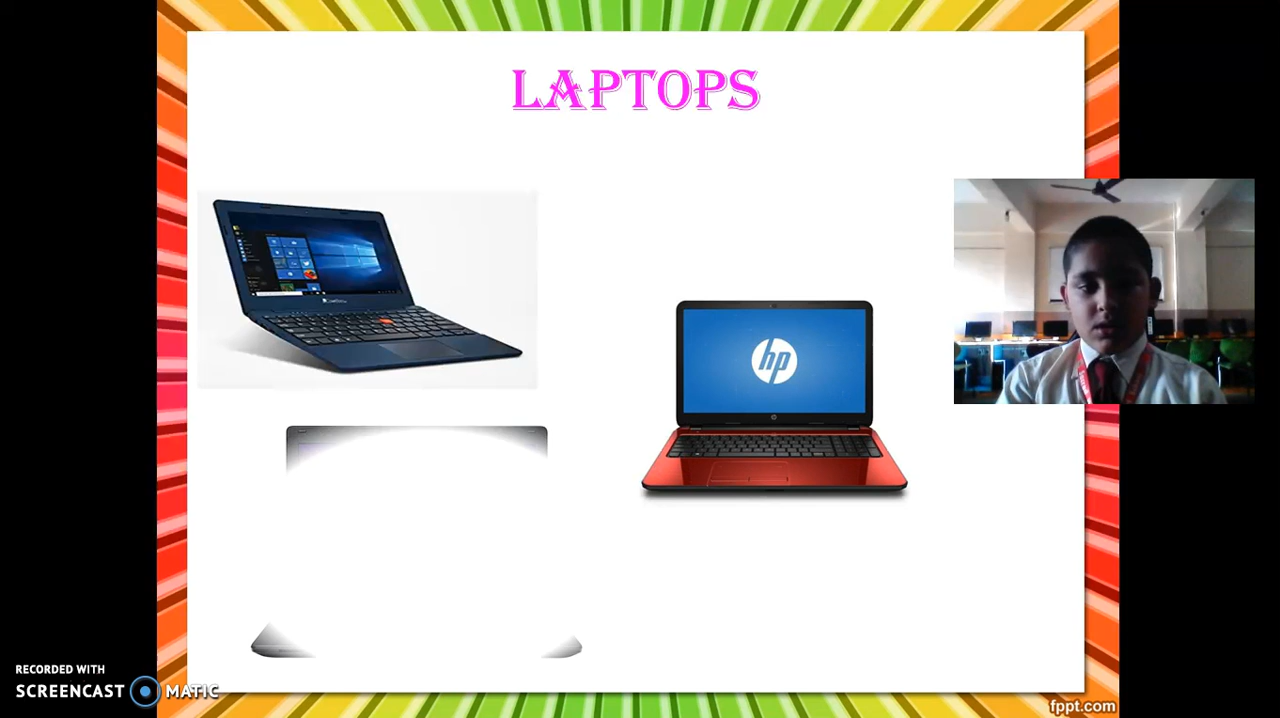 LAPTOPS
hp
RECORDED WITH
SCREENCAST MATIC
fppt.com